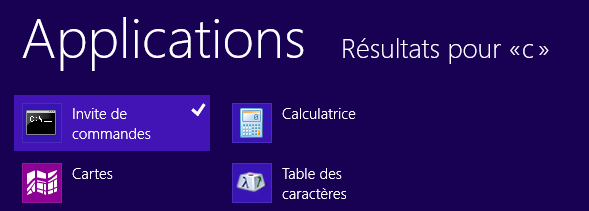 Applications Résultats pour «c»
Invite de
commandes
Calculatrice
Cartes
Table des
caractères